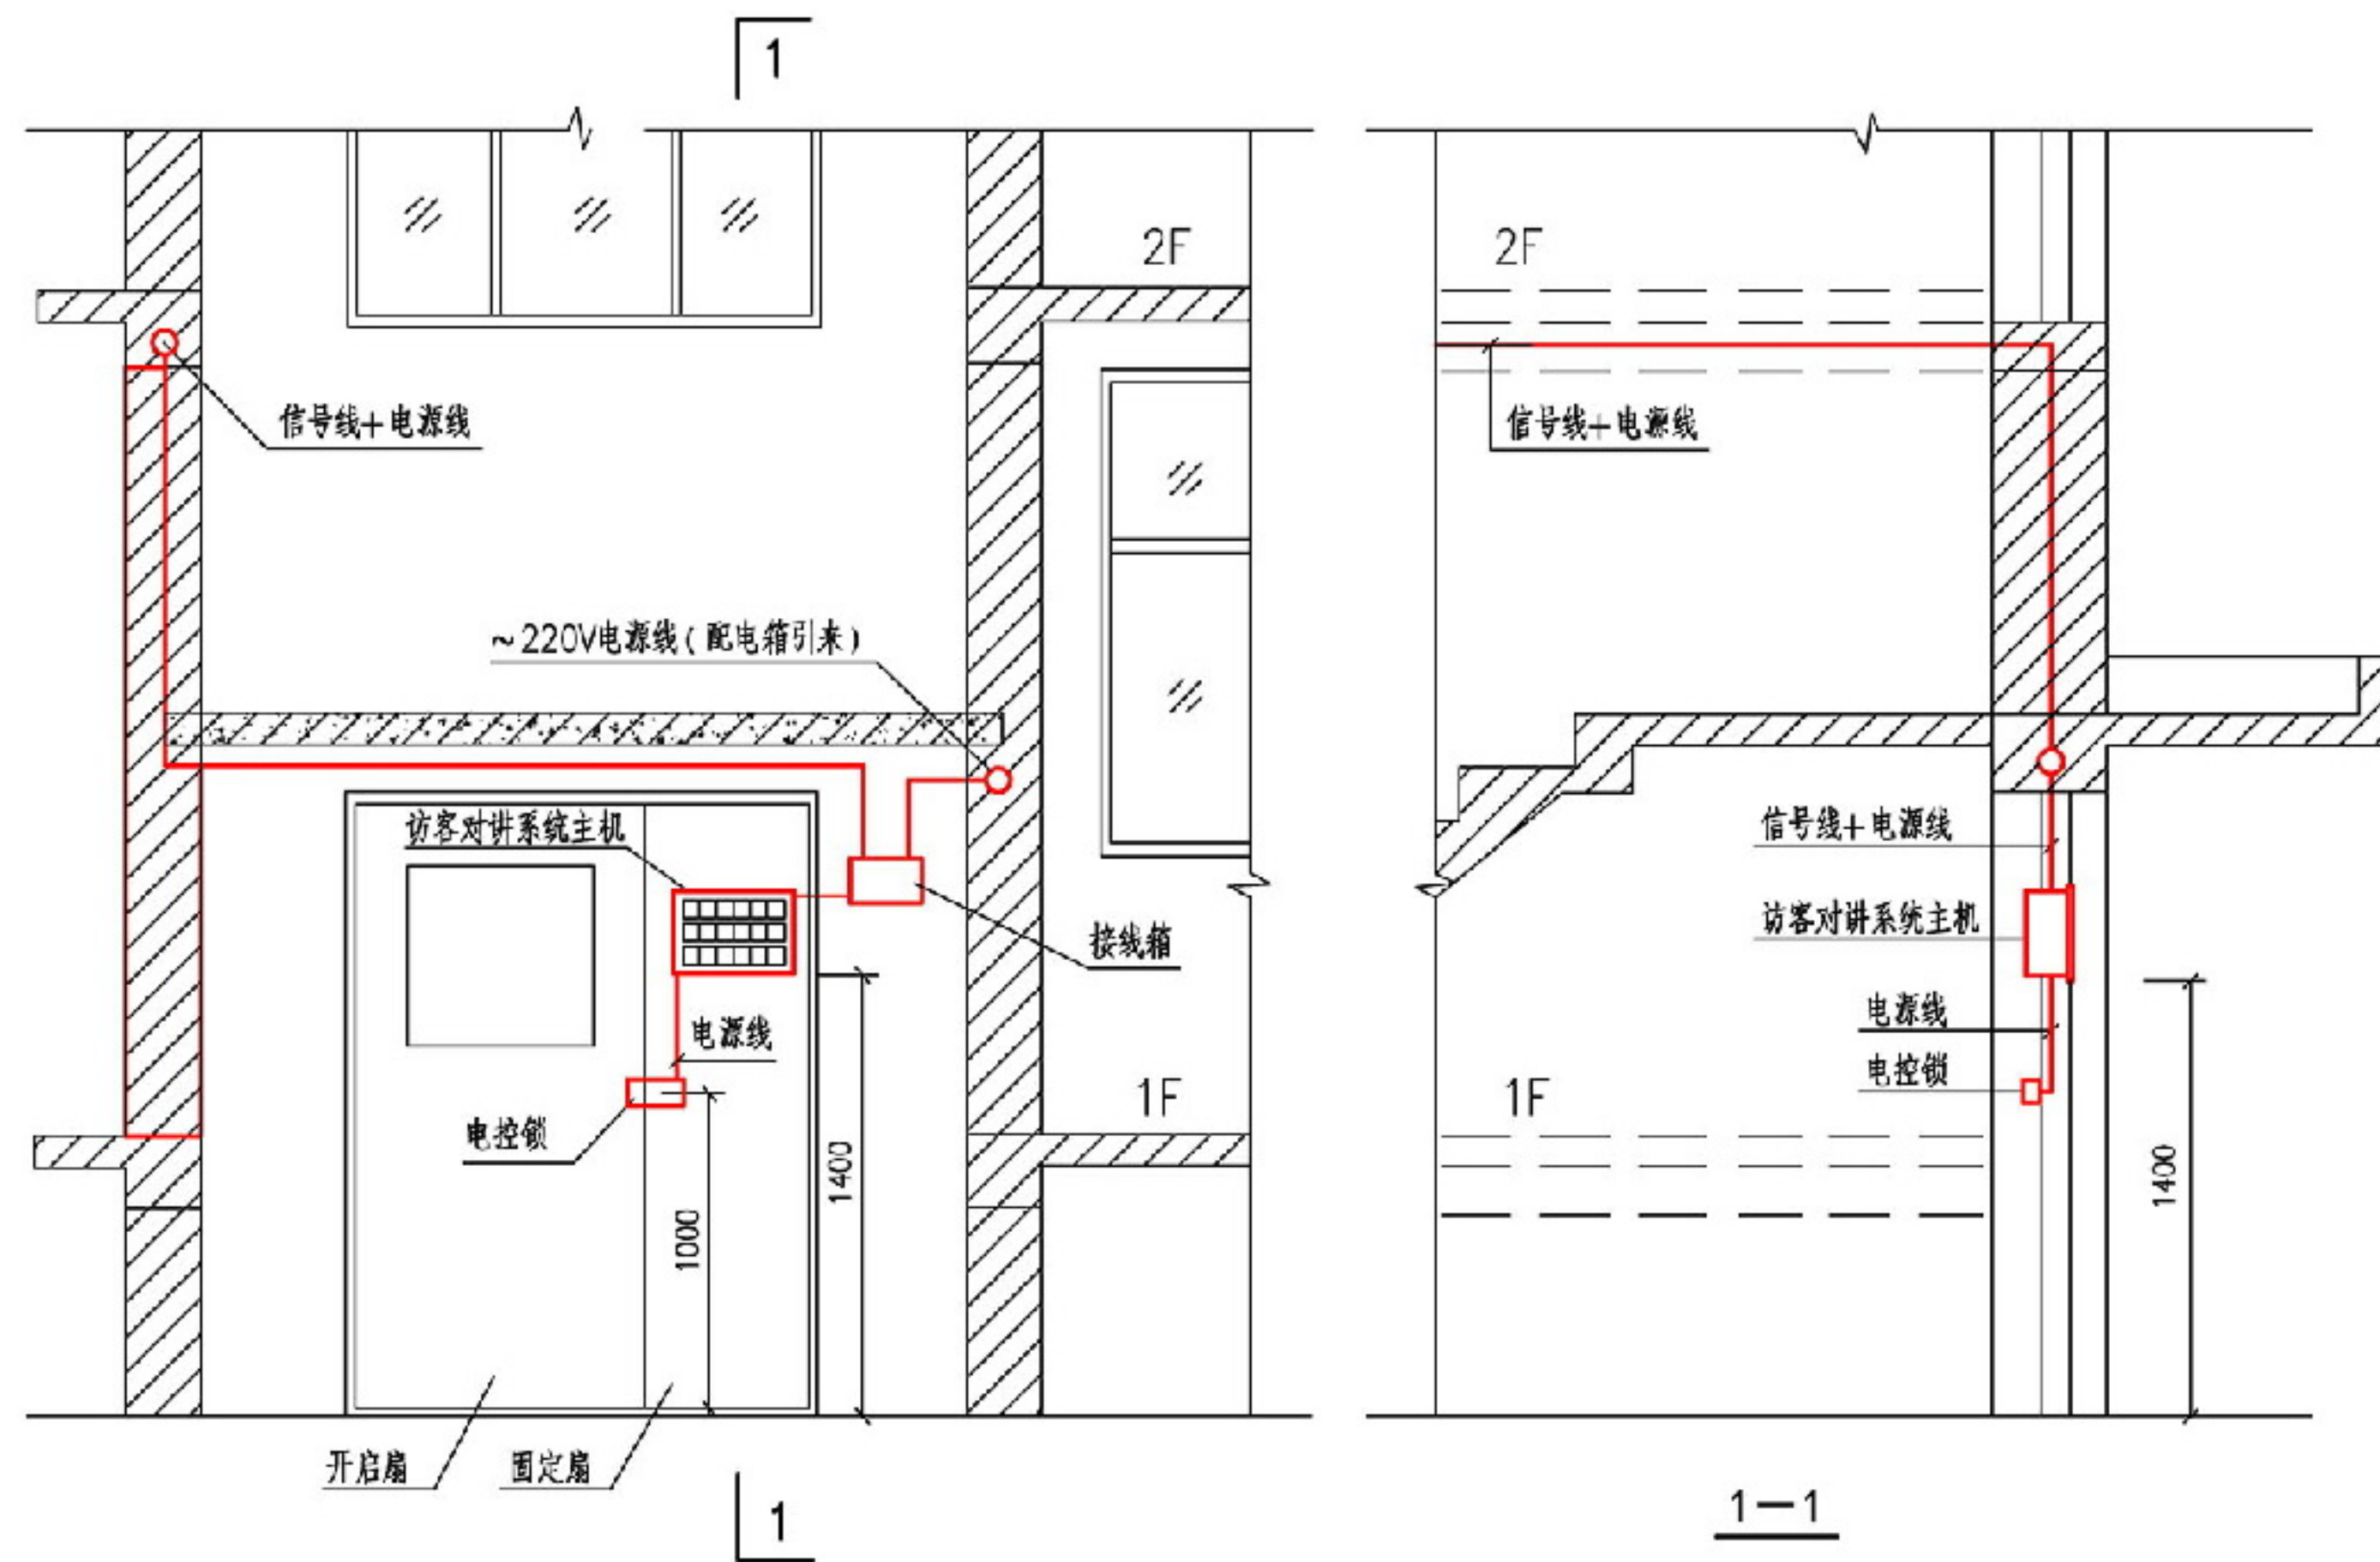 1
2F
2F
信号线+电源线
信号线+电源线
~220V电源线(配电箱引来)
访客对讲系统主机
信号线+电源线
访客对讲系统主机
接线箱
电源线
电源线
电控锁
电控锁
1F
1F
1400
1000
1400
开启扇
固定扇
1
1-1